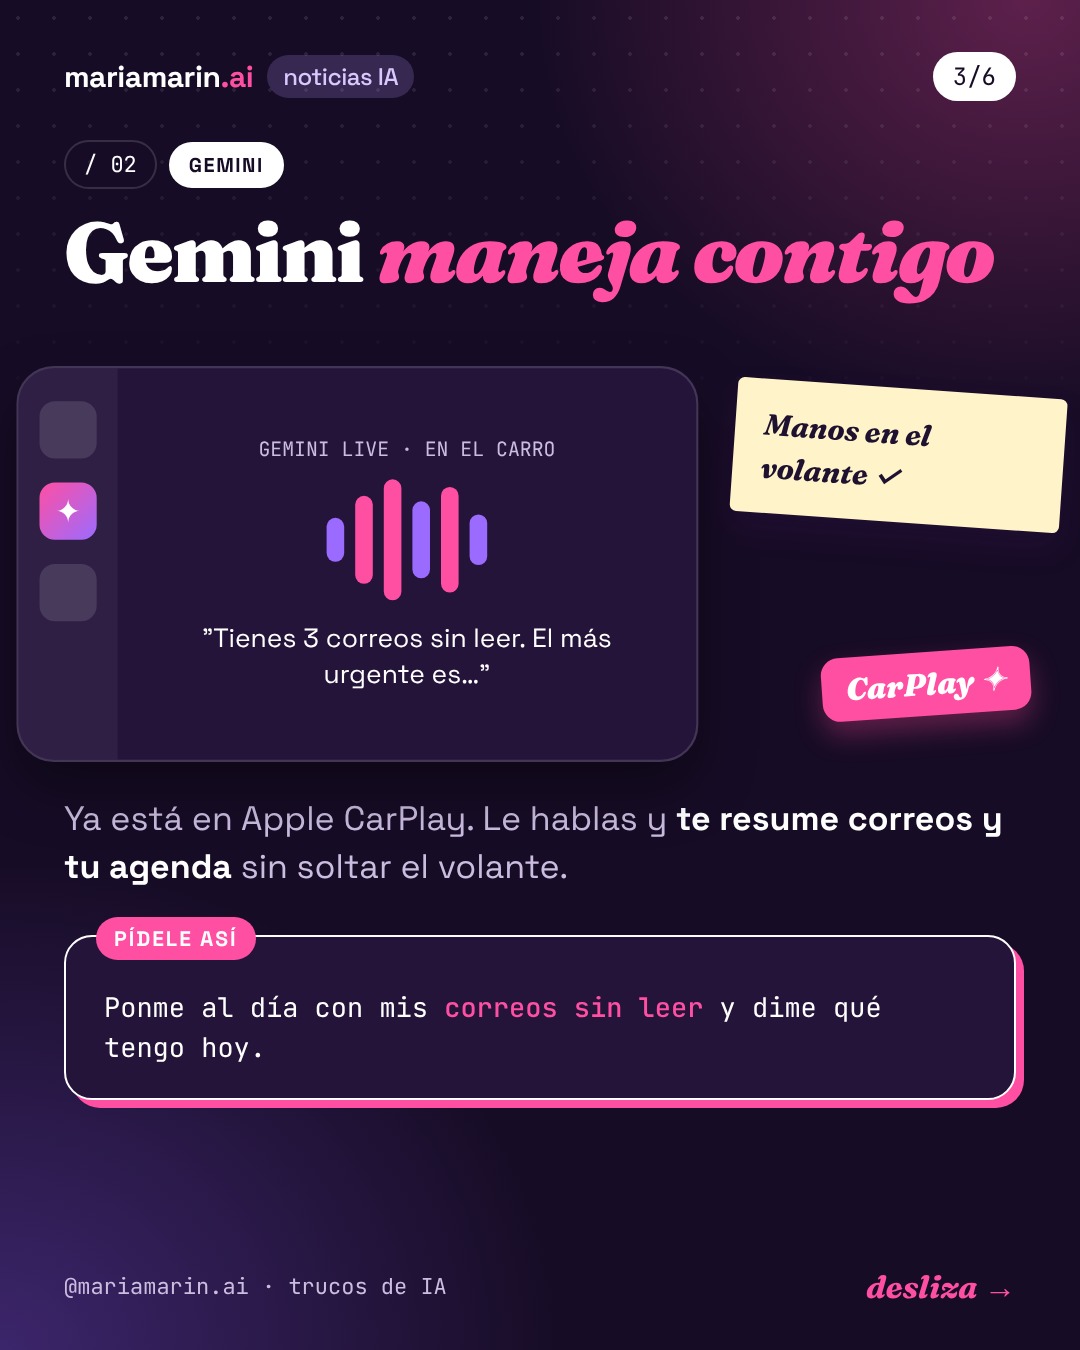 mariamarin.ai noticias IA 3/6
/ 02 GEMINI
Gemini maneja contigo
GEMINI LIVE · EN EL CARRO
”Tienes 3 correos sin leer. El más
urgente es...”
Manos en el
volante ✓
CarPlay ✦
Ya está en Apple CarPlay. Le hablas y te resume correos y
tu agenda sin soltar el volante.
PÍDELE ASÍ
Ponme al día con mis correos sin leer y dime qué
tengo hoy.
@mariamarin.ai · trucos de IA
desliza →